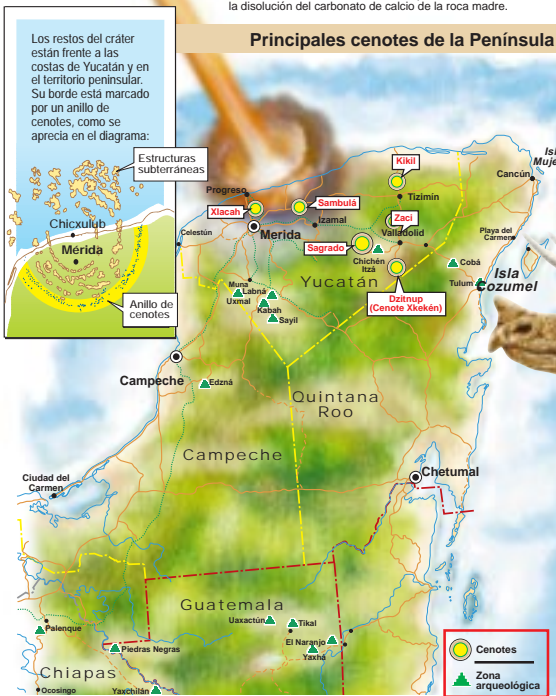 la disolución del carbonato de calcio de la roca madre.
Principales cenotes de la Península
Los restos del cráter
están frente a las
costas de Yucatán y en
el territorio peninsular.
Su borde está marcado
por un anillo de
cenotes, como se
aprecia en el diagrama:
Estructuras
subterráneas
Chicxulub
Mérida
Anillo de
cenotes
Kikil
Cancún
Progreso
Tizimín
Xlacah
Sambulá
Izamal
Zací
Celestún
Merida
Valladolid
Playa del
Carmen
Sagrado
Chichén
Itzá
Cobá
Isla
Cozumel
Yucatán
Tulum
Muna
Labná
Uxmal
Kabah
Sayil
Dzitnup
(Cenote Xkekén)
Campeche
Edzná
Quintana
Roo
Campeche
Ciudad del
Carmen
Chetumal
Guatemala
Uaxactún
Tikal
Palenque
Piedras Negras
El Naranjo
Yaxhá
Chiapas
Ocosingo
Yaxchilán
Cenotes
Zona
arqueológica